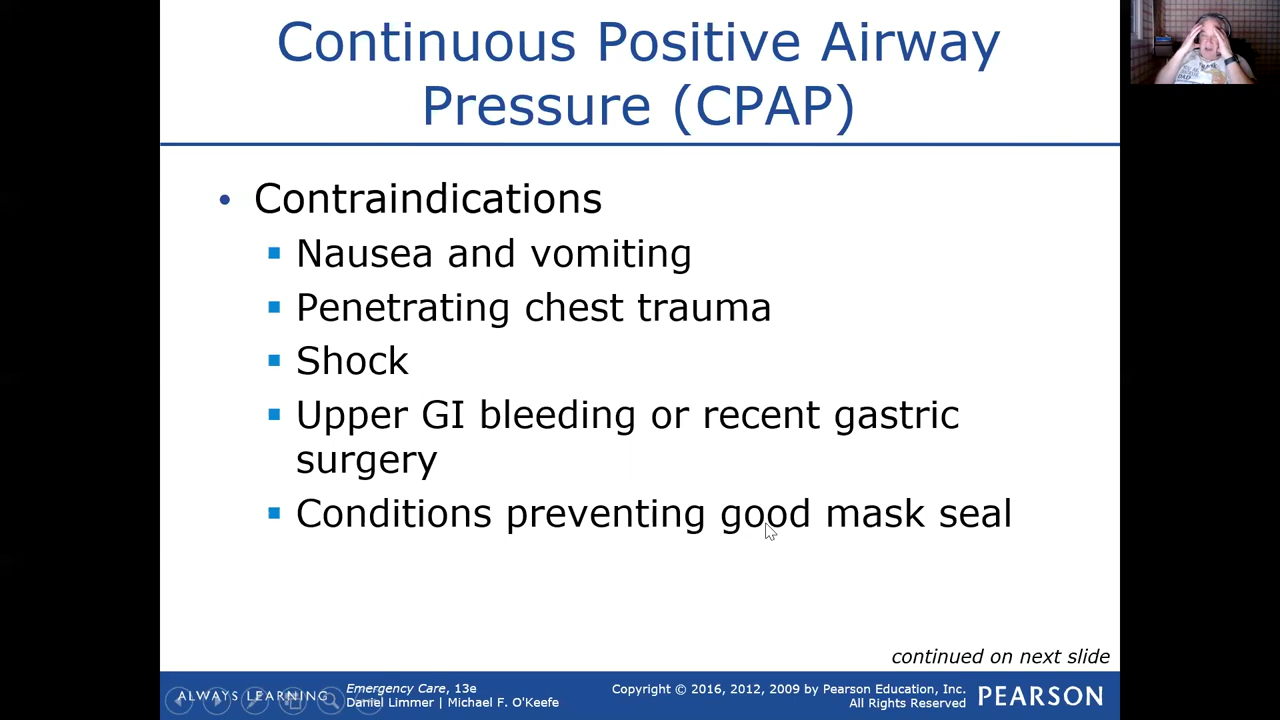 Continuous Positive Airway
Pressure (CPAP)
• Contraindications
▪ Nausea and vomiting
▪ Penetrating chest trauma
▪ Shock
▪ Upper GI bleeding or recent gastric
surgery
▪ Conditions preventing good mask seal
continued on next slide
ALWAYS LEARNING
Emergency Care, 13e
Daniel Limmer | Michael F. O'Keefe
Copyright © 2016, 2012, 2009 by Pearson Education, Inc.
All Rights Reserved
PEARSON